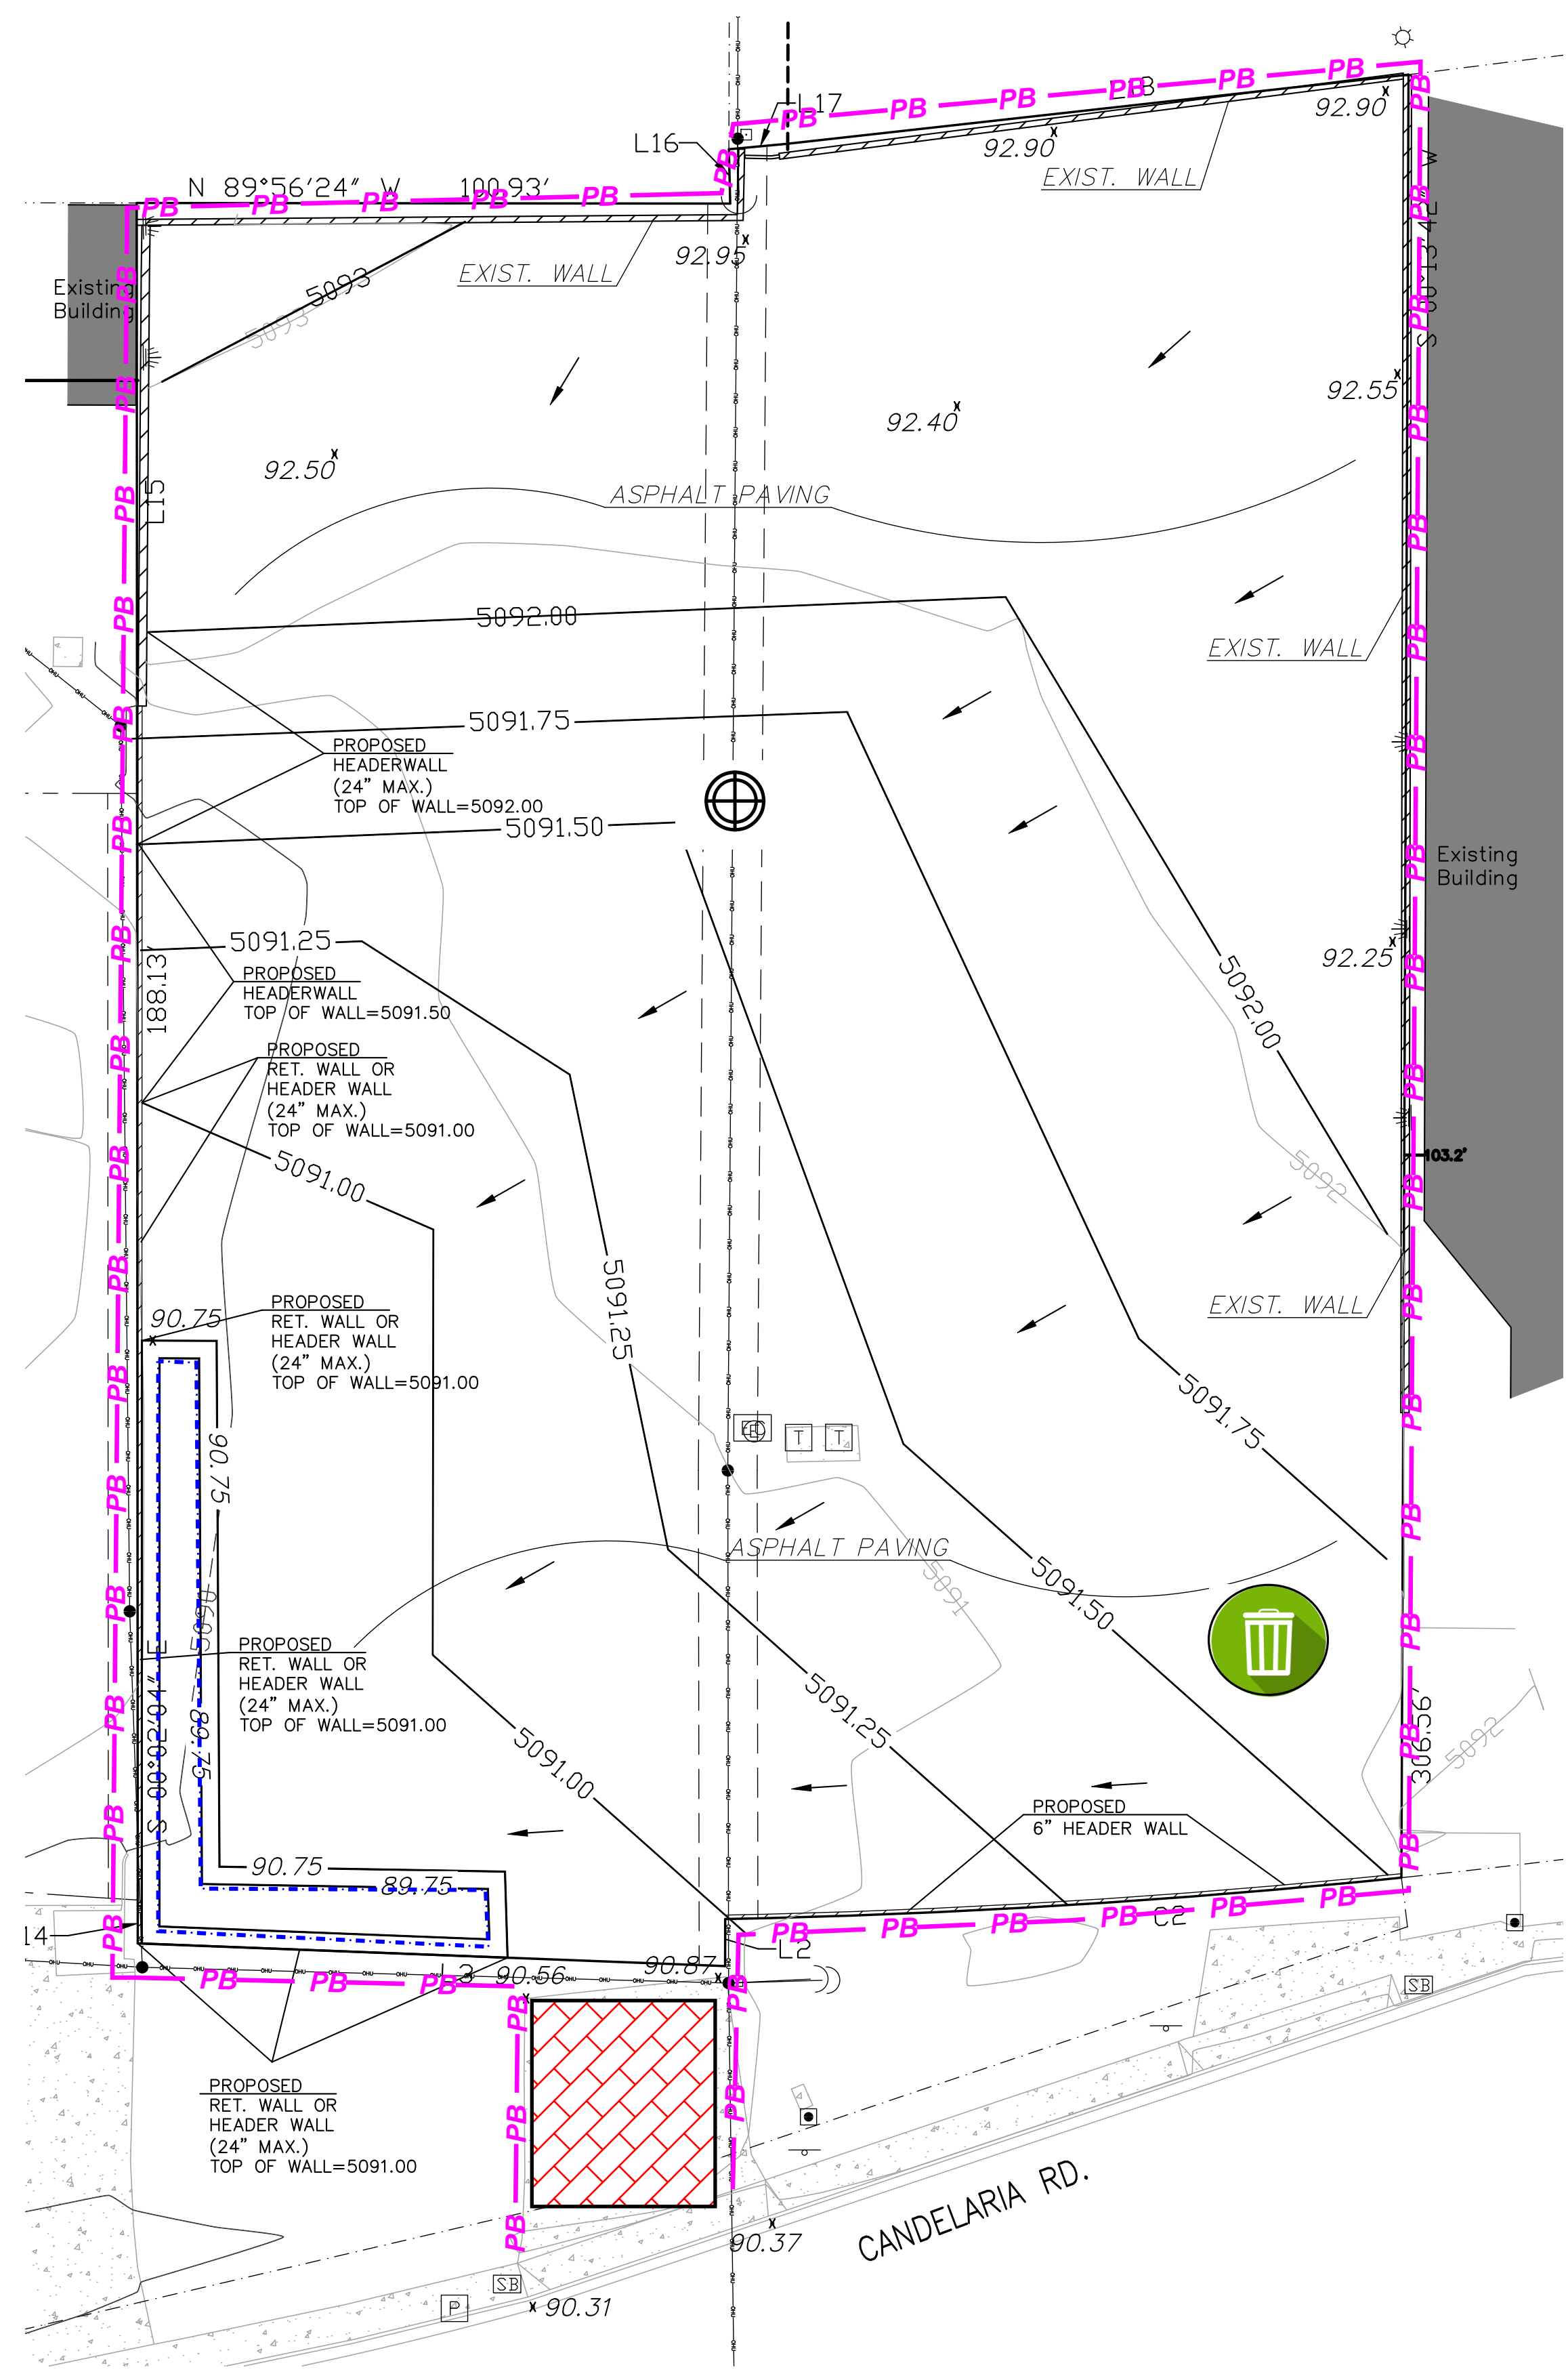 L17
L16
92.90
92.90
EXIST. WALL
N 89°56'24" W 100.93'
92.95
EXIST. WALL
Existing
Building
5093
5093
92.55
92.40
92.50
ASPHALT PAVING
L15
5092.00
EXIST. WALL
5091.75
PROPOSED
HEADERWALL
(24" MAX.)
TOP OF WALL=5092.00
5091.50
Existing
Building
5091.25
92.25
188.13'
PROPOSED
HEADERWALL
TOP OF WALL=5091.50
5092.00
PROPOSED
RET. WALL OR
HEADER WALL
(24" MAX.)
TOP OF WALL=5091.00
5091.00
103.2'
5092
5091.25
90.75
PROPOSED
RET. WALL OR
HEADER WALL
(24" MAX.)
TOP OF WALL=5091.00
EXIST. WALL
5091.75
90.75
E
T
T
ASPHALT PAVING
5091
5091.50
5090
PROPOSED
RET. WALL OR
HEADER WALL
(24" MAX.)
TOP OF WALL=5091.00
S 00°02'04" E
89.75
5091.25
5091.00
306.56'
5092
PROPOSED
6" HEADER WALL
90.75
89.75
C2
14
L2
L3
90.56
90.87
SB
PROPOSED
RET. WALL OR
HEADER WALL
(24" MAX.)
TOP OF WALL=5091.00
CANDELARIA RD.
90.37
SB
P
90.31
PB